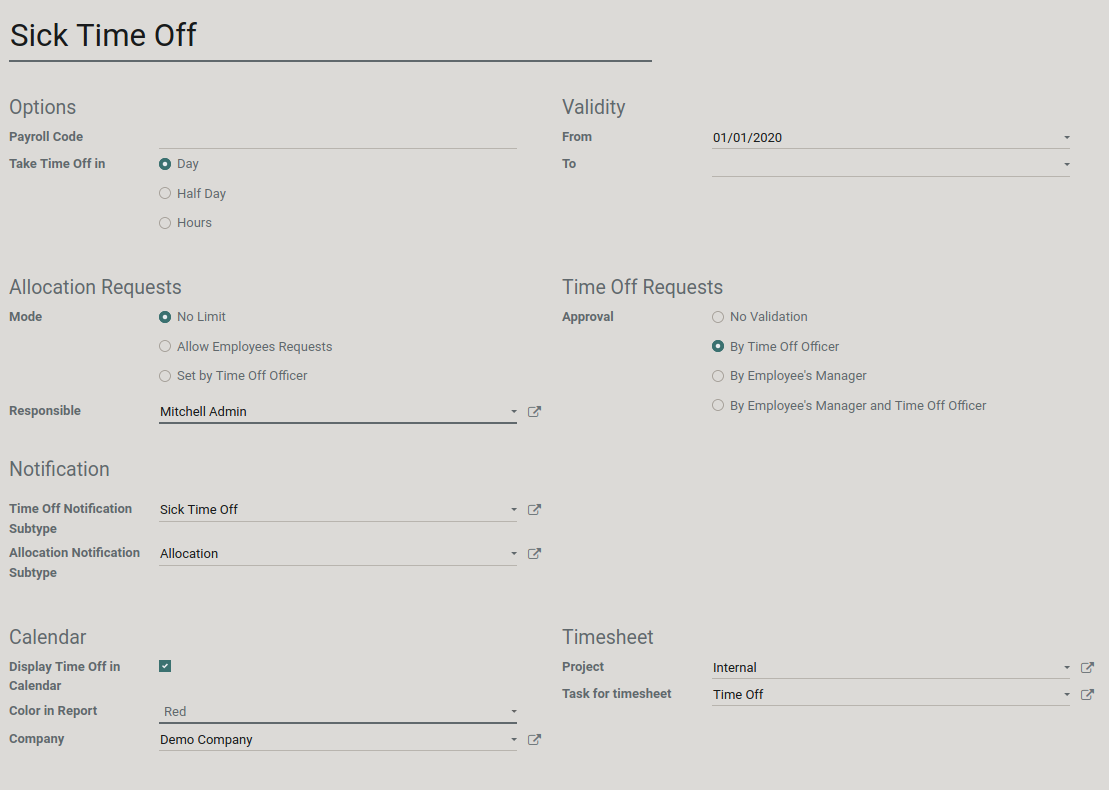 Sick Time Off
Options
Payroll Code
Take Time Off in
Day
Half Day
Hours
Validity
From
01/01/2020
To
Allocation Requests
Mode
No Limit
Allow Employees Requests
Set by Time Off Officer
Responsible
Mitchell Admin
Time Off Requests
Approval
No Validation
By Time Off Officer
By Employee's Manager
By Employee's Manager and Time Off Officer
Notification
Time Off Notification
Subtype
Sick Time Off
Allocation Notification
Subtype
Allocation
Calendar
Display Time Off in
Calendar
Color in Report
Red
Company
Demo Company
Timesheet
Project
Internal
Task for timesheet
Time Off